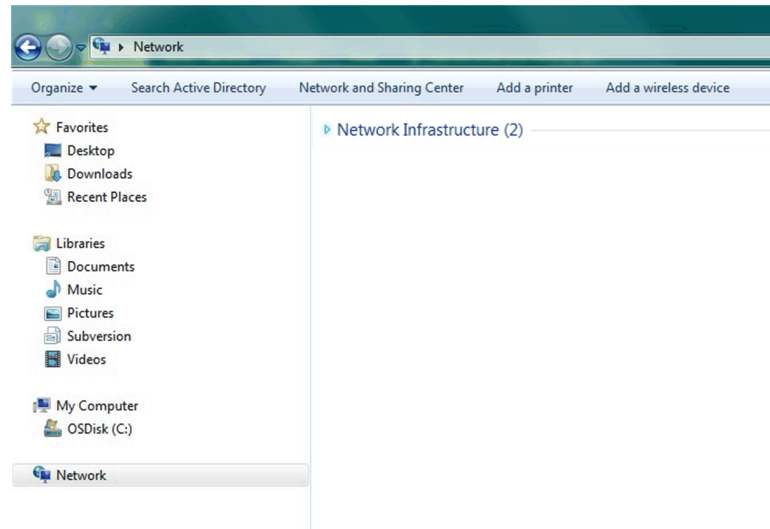 Network
Organize Search Active Directory Network and Sharing Center Add a printer Add a wireless device
Favorites
Desktop
Downloads
Recent Places
Libraries
Documents
Music
Pictures
Subversion
Videos
My Computer
OSDisk (C:)
Network
Network Infrastructure (2)